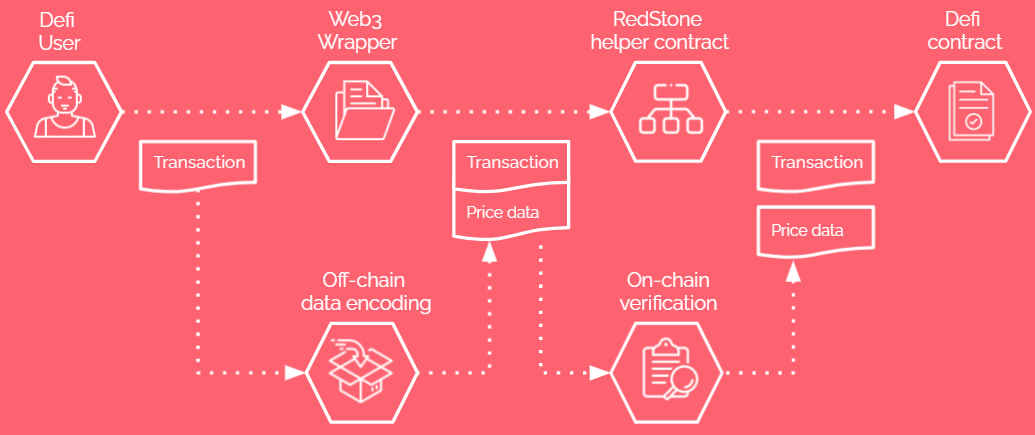 Defi
User
Web3
Wrapper
RedStone
helper contract
Defi
contract
Transaction
Transaction
Price data
Transaction
Price data
Off-chain
data encoding
On-chain
verification